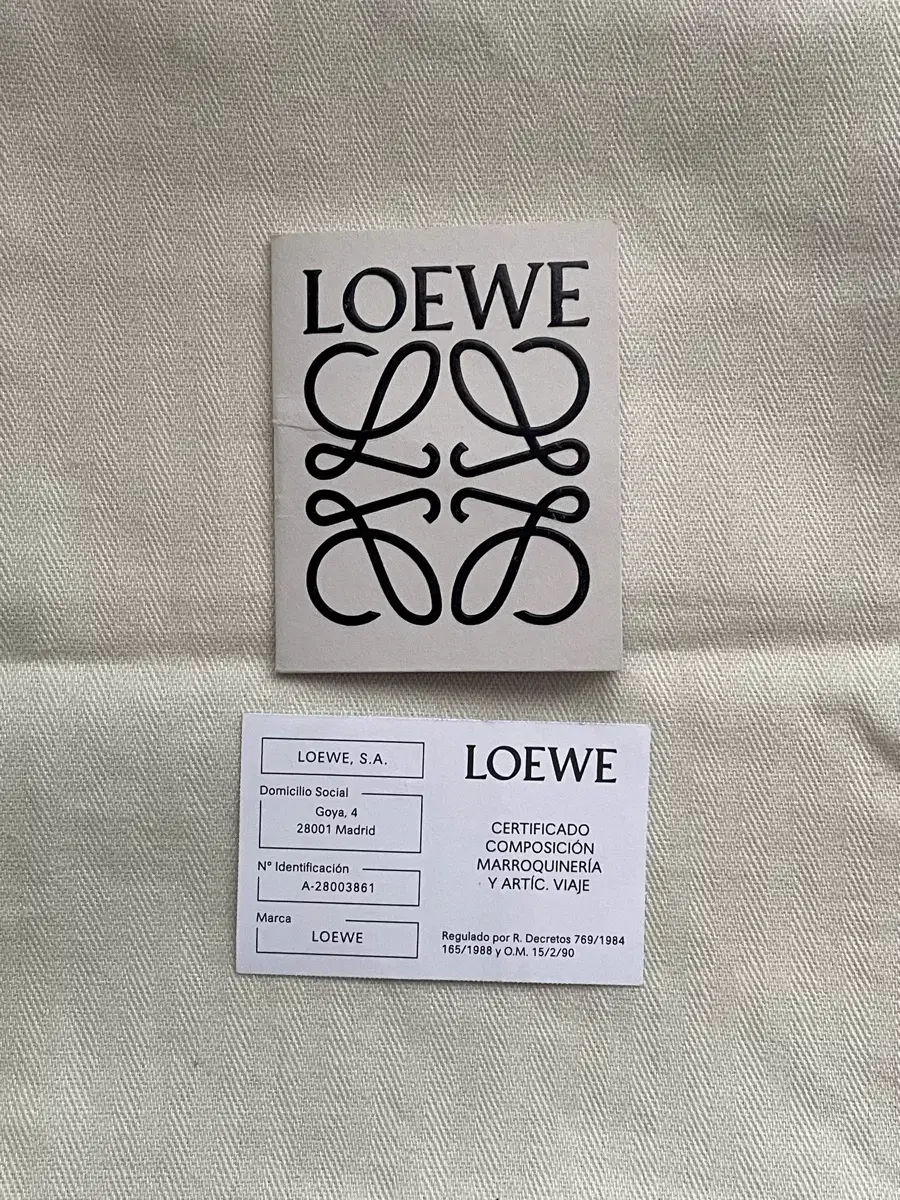 LOEWE
LOEWE, S.A.
Domicilio Social
Goya, 4
28001 Madrid
N° Identificación
A-28003861
Marca
LOEWE
LOEWE
CERTIFICADO
COMPOSICIÓN
MARROQUINERÍA
Y ARTÍC. VIAJE
Regulado por R. Decretos 769/1984
165/1988 y O.M. 15/2/90